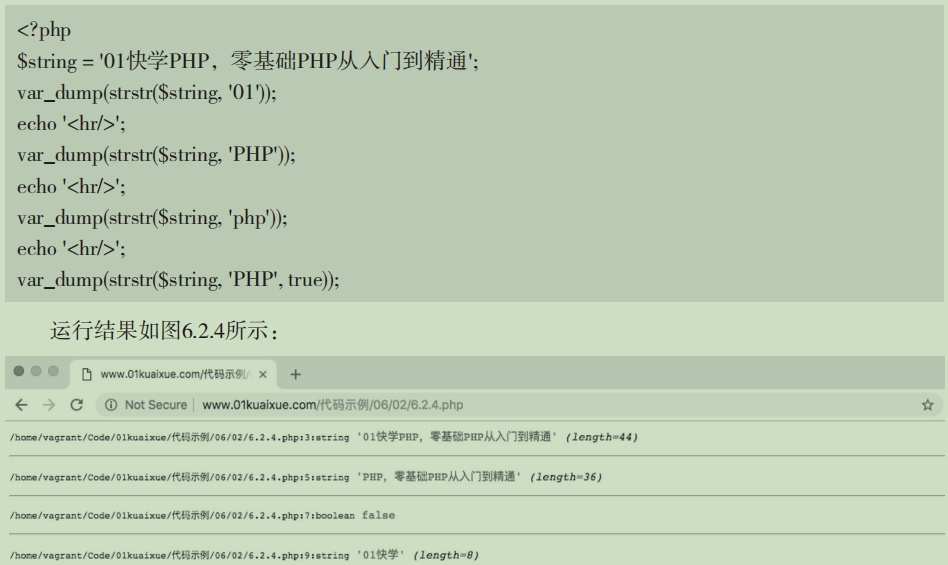 <?php
$string = '01快学PHP，零基础PHP从入门到精通';
var_dump(strstr($string, '01'));
echo '<hr/>';
var_dump(strstr($string, 'PHP'));
echo '<hr/>';
var_dump(strstr($string, 'php'));
echo '<hr/>';
var_dump(strstr($string, 'PHP', true));
运行结果如图6.2.4所示：
www.01kuaixue.com/代码示例/
Not Secure | www.01kuaixue.com/代码示例/06/02/6.2.4.php
/home/vagrant/Code/01kuaixue/代码示例/06/02/6.2.4.php:3:string '01快学PHP，零基础PHP从入门到精通' (length=44)
/home/vagrant/Code/01kuaixue/代码示例/06/02/6.2.4.php:5:string 'PHP，零基础PHP从入门到精通' (length=36)
/home/vagrant/Code/01kuaixue/代码示例/06/02/6.2.4.php:7:boolean false
/home/vagrant/Code/01kuaixue/代码示例/06/02/6.2.4.php:9:string '01快学' (length=8)